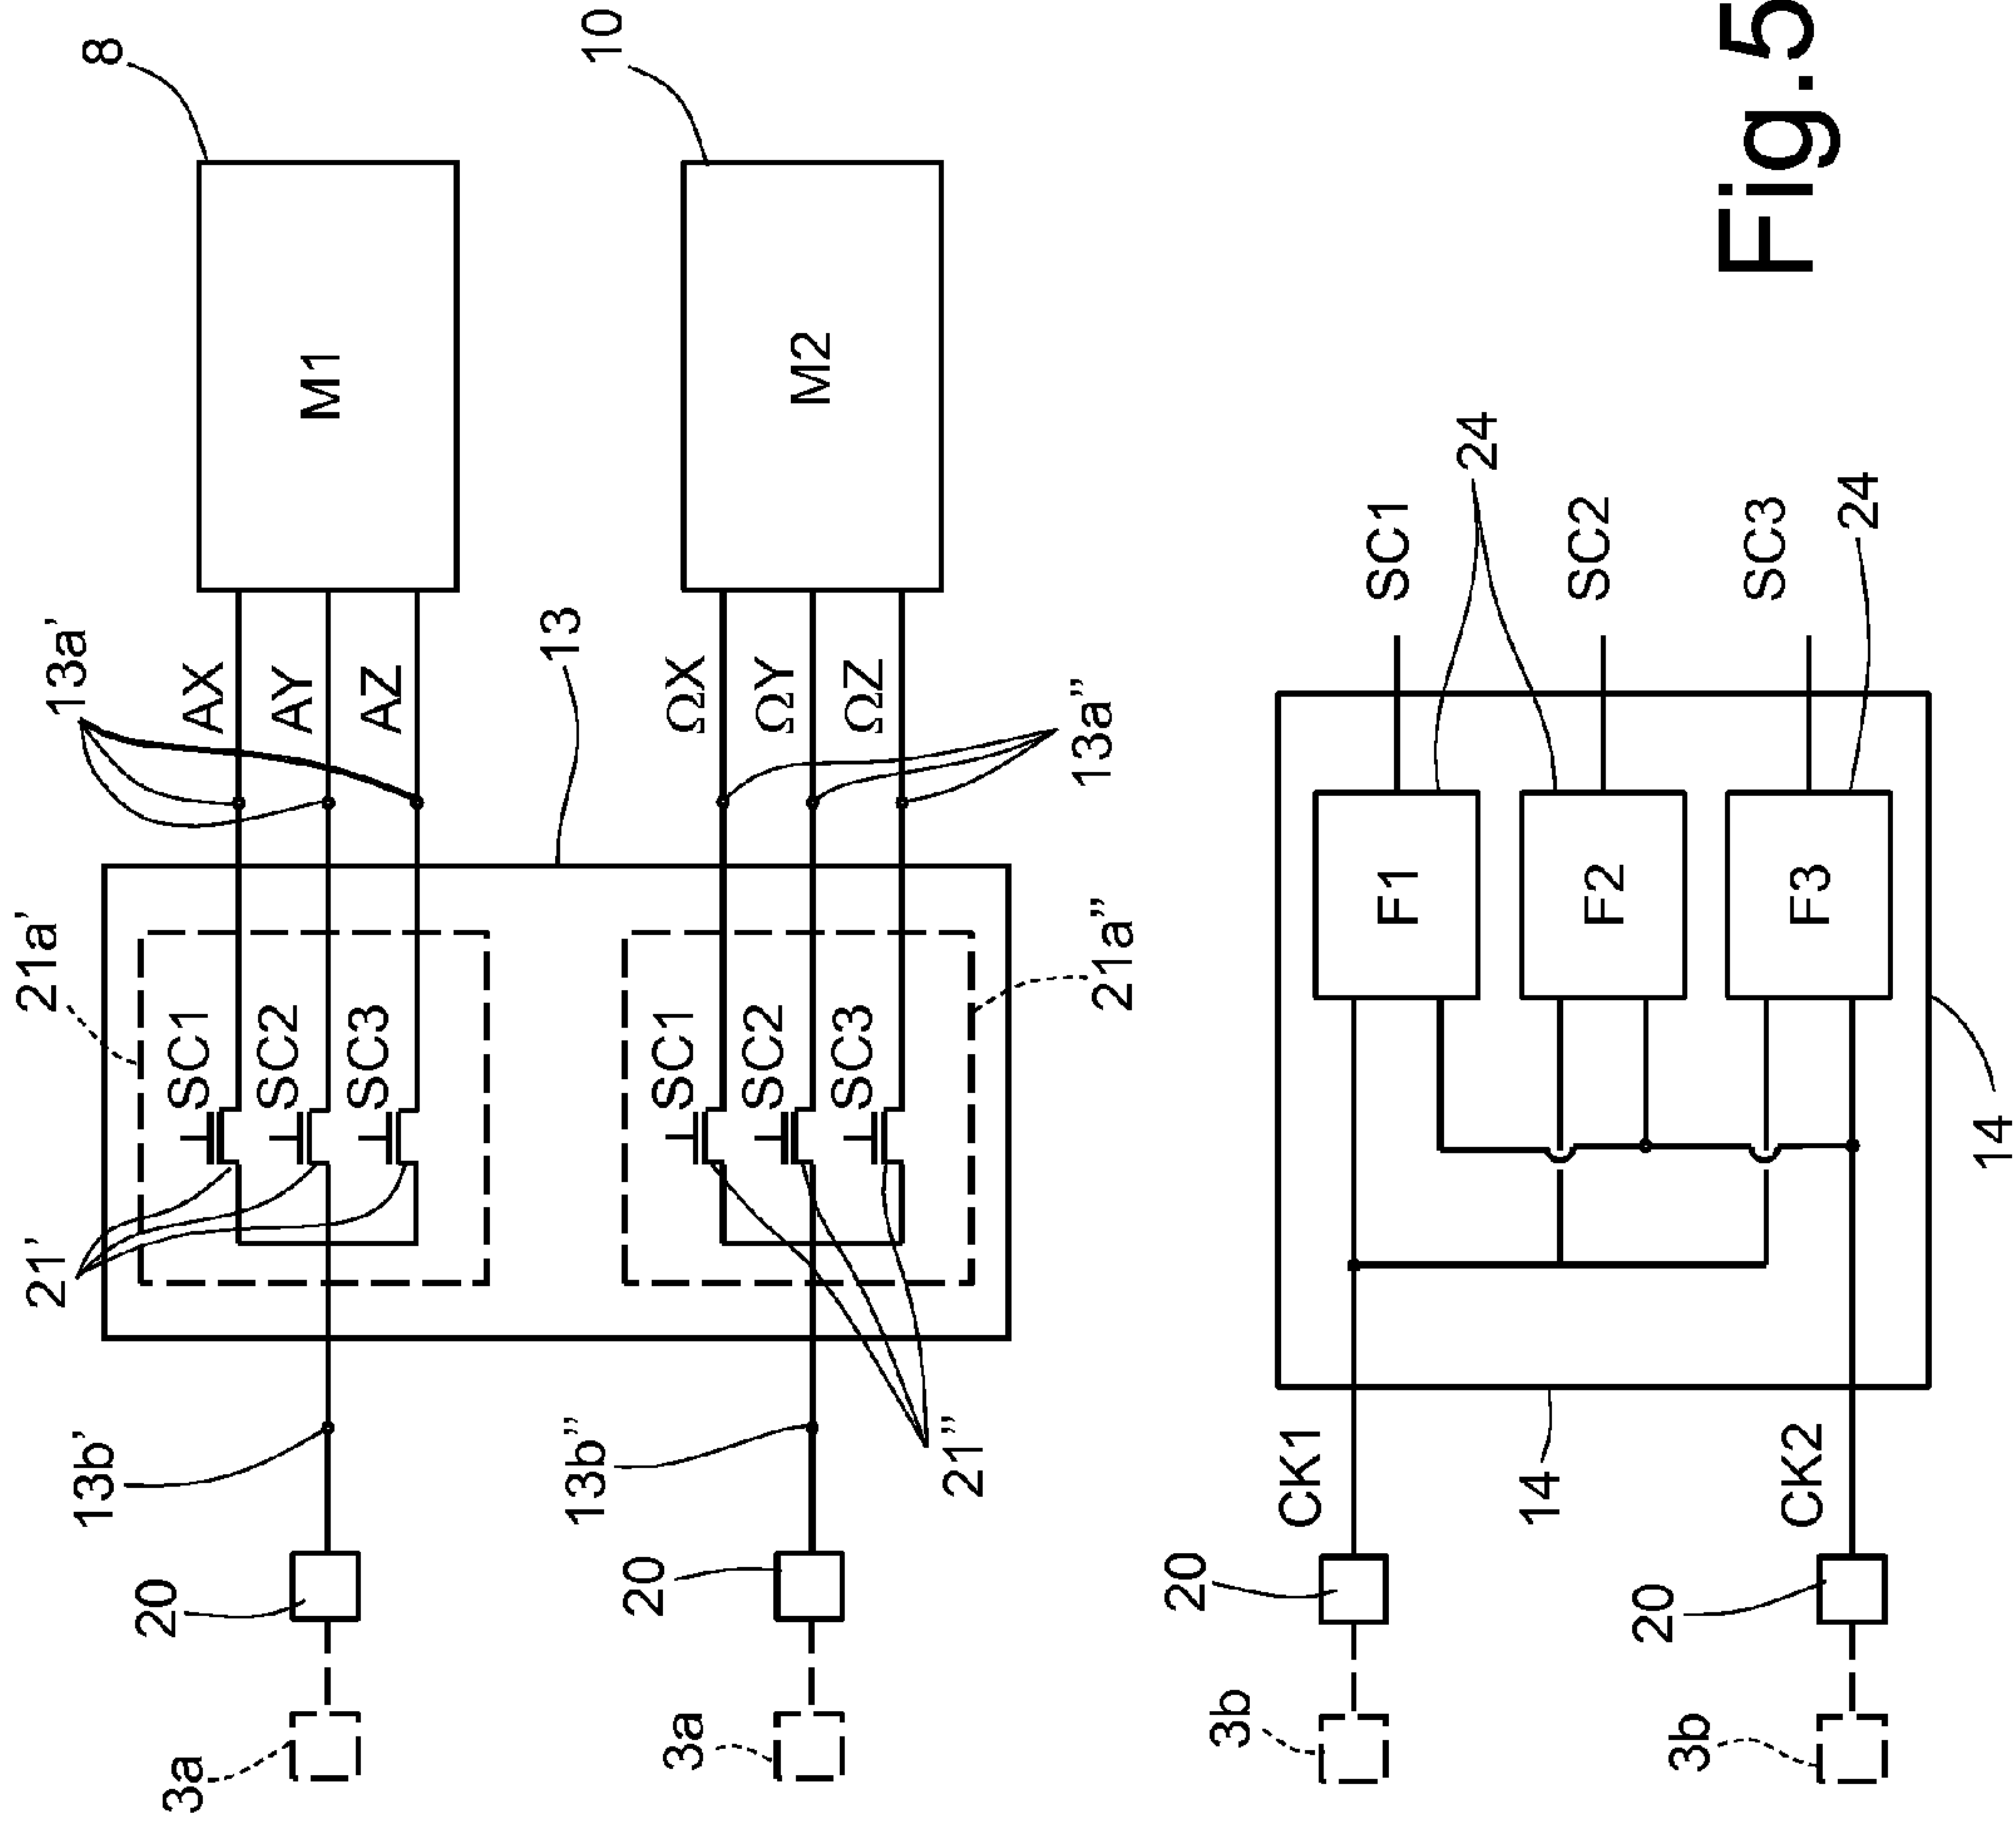 3a
20
13b’
21’
21a’
SC1
SC2
SC3
13a’
AX
AY
AZ
M1
8
13
3a
20
13b”
21”
21a”
SC1
SC2
SC3
13a”
ΩX
ΩY
ΩZ
M2
10
3b
20
CK1
14
3b
20
CK2
14
F1
F2
F3
SC1
SC2
SC3
24
24
Fig.5